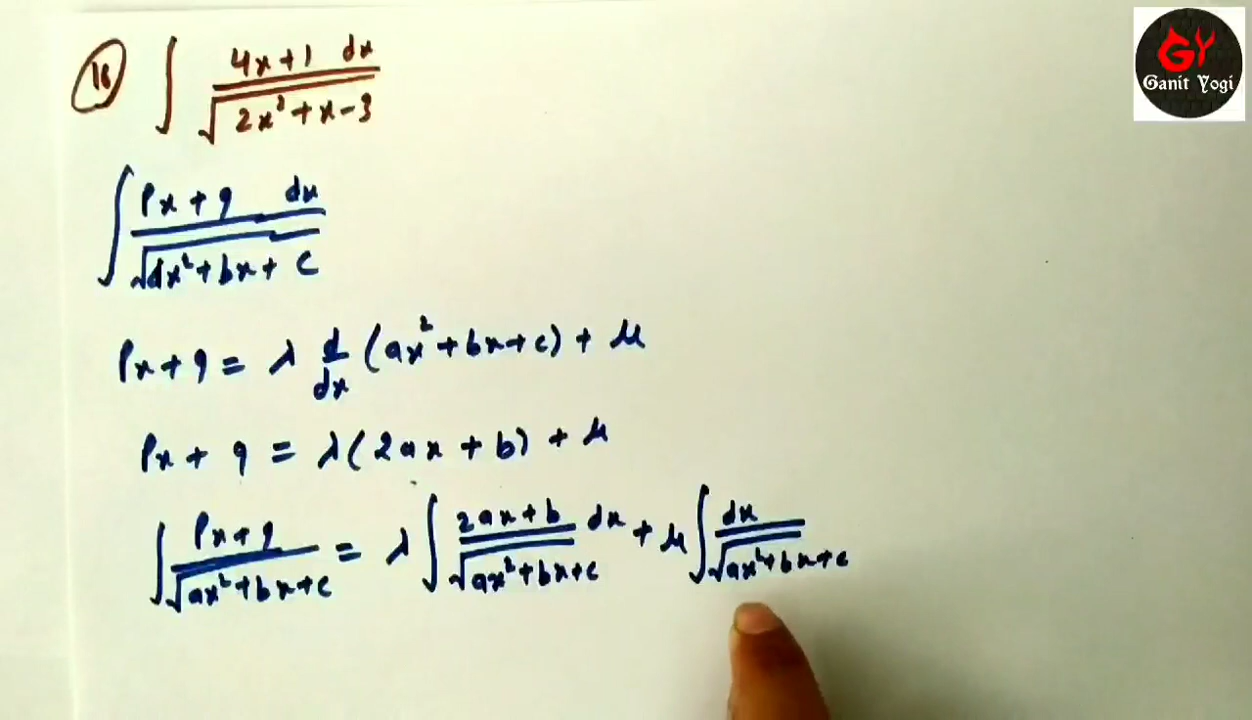 GY
Ganit Yogi
16 ∫ 4x+1 dx / √(2x²+x-3)
∫ Px+q dx / √(ax²+bx+c)
Px+q = λ d/dx (ax²+bx+c) + μ
Px+q = λ(2ax+b) + μ
∫ Px+q / √(ax²+bx+c) = λ ∫ 2ax+b / √(ax²+bx+c) dx + μ ∫ dx / √(ax²+bx+c)